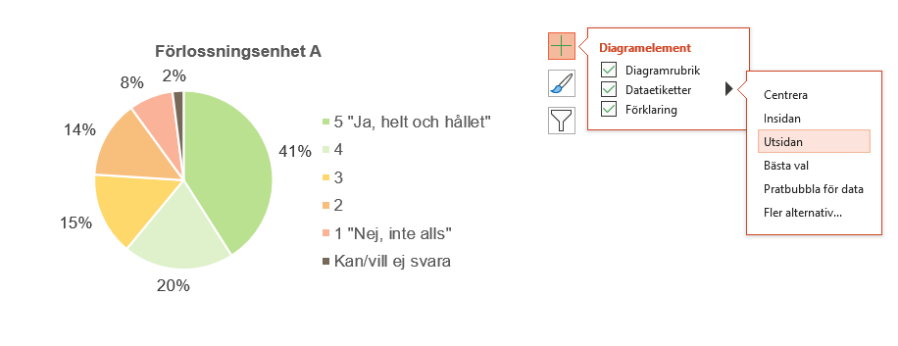 Förlossningsenhet A
2%
8%
14%
41%
15%
20%
5 "Ja, helt och hållet"
4
3
2
1 "Nej, inte alls"
Kan/vill ej svara
Diagramelement
Diagramrubrik
Dataetiketter
Förklaring
Centrera
Insidan
Utsidan
Bästa val
Pratbubbla för data
Fler alternativ...